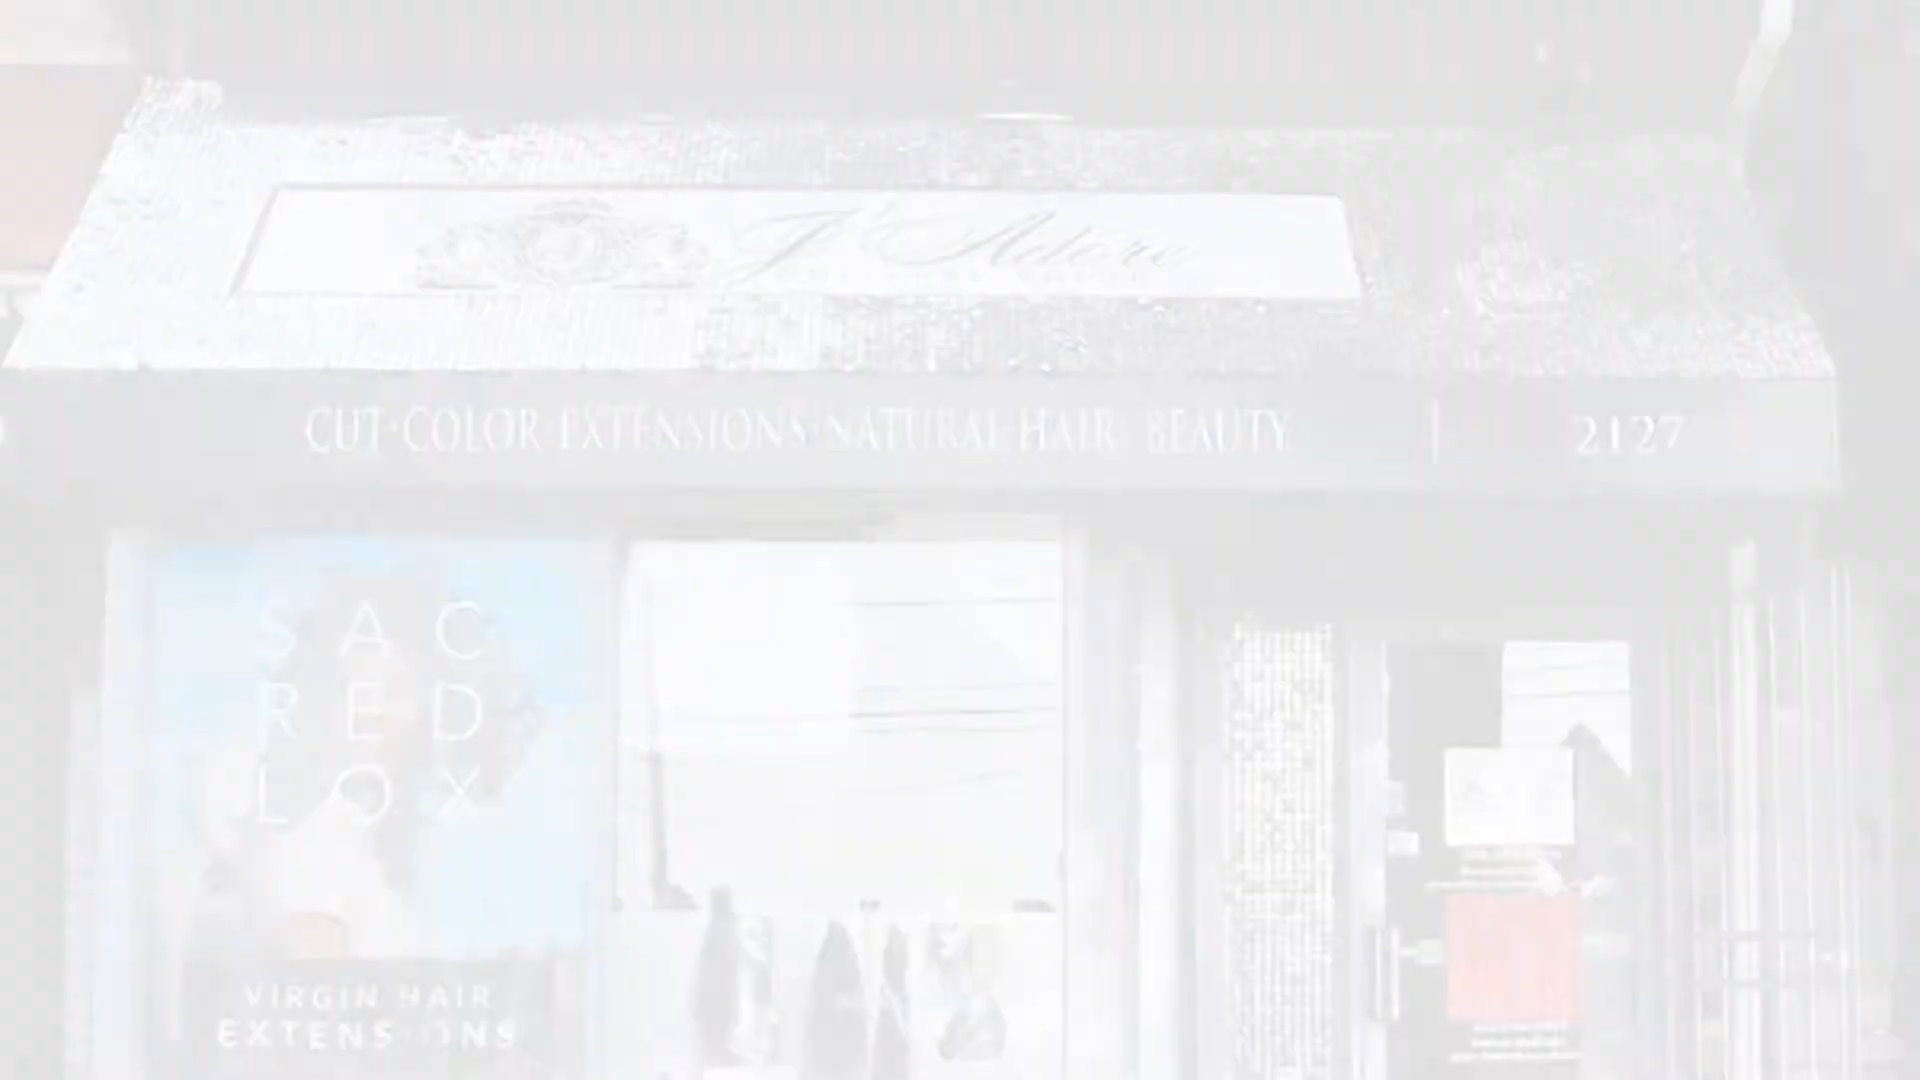 J'Adore
CUT·COLOR·EXTENSIONS·NATURAL HAIR BEAUTY | 2127
SAC
RED
LOX
VIRGIN HAIR
EXTENSIONS